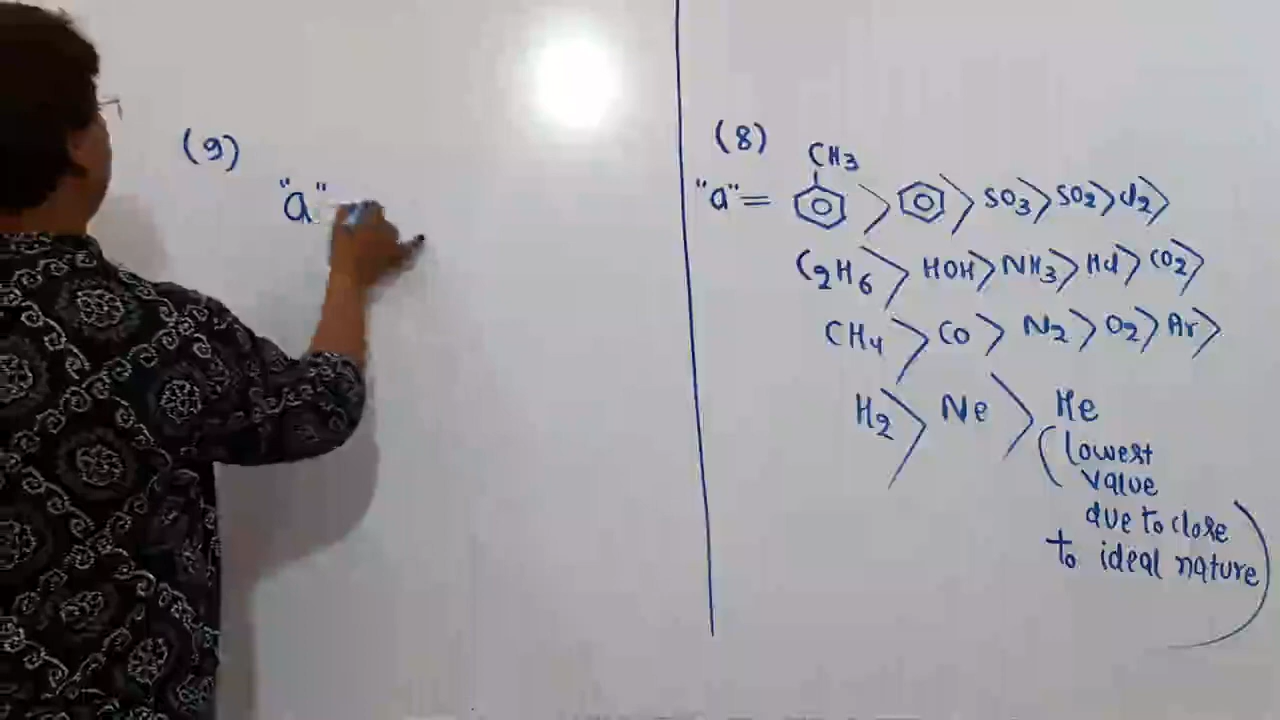 (9)
"a" =
(8)
CH3
"a" = > > SO3 > SO2 > Cl2 >
C2H6 > HOH > NH3 > HCl > CO2 >
CH4 > CO > N2 > O2 > Ar >
H2 > Ne > He
(lowest
value
due to close
to ideal nature)